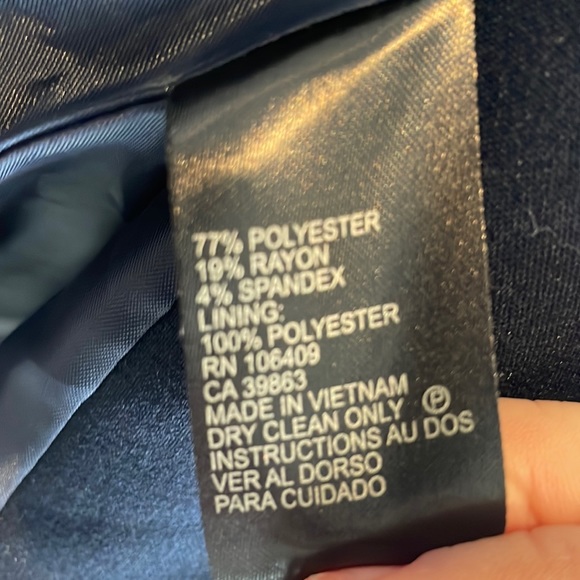 77% POLYESTER
19% RAYON
4% SPANDEX
LINING:
100% POLYESTER
RN 106409
CA 39863
MADE IN VIETNAM
DRY CLEAN ONLY Ⓟ
INSTRUCTIONS AU DOS
VER AL DORSO
PARA CUIDADO